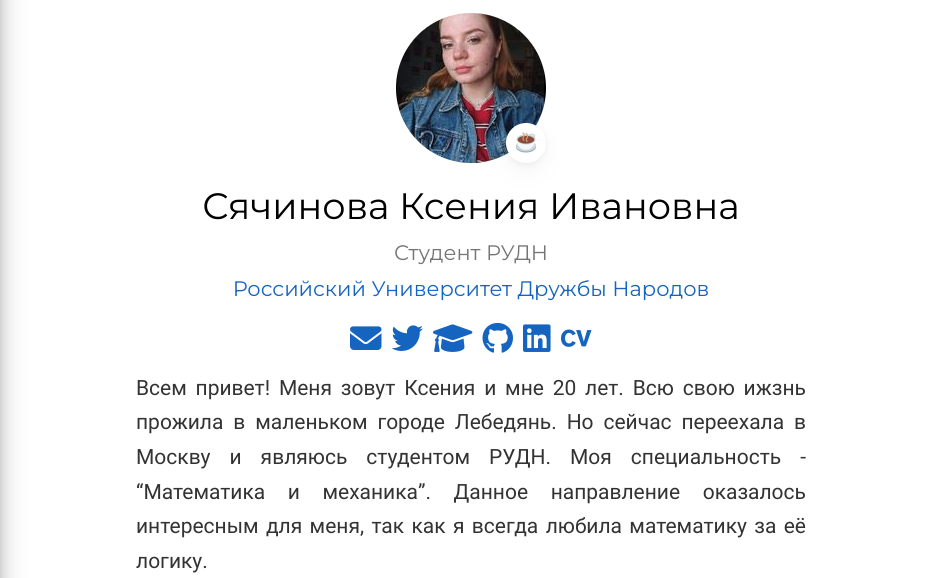 Сячинова Ксения Ивановна
Студент РУДН
Российский Университет Дружбы Народов
CV
Всем привет! Меня зовут Ксения и мне 20 лет. Всю свою ижзнь
прожила в маленьком городе Лебедянь. Но сейчас переехала в
Москву и являюсь студентом РУДН. Моя специальность -
“Математика и механика”. Данное направление оказалось
интересным для меня, так как я всегда любила математику за её
логику.